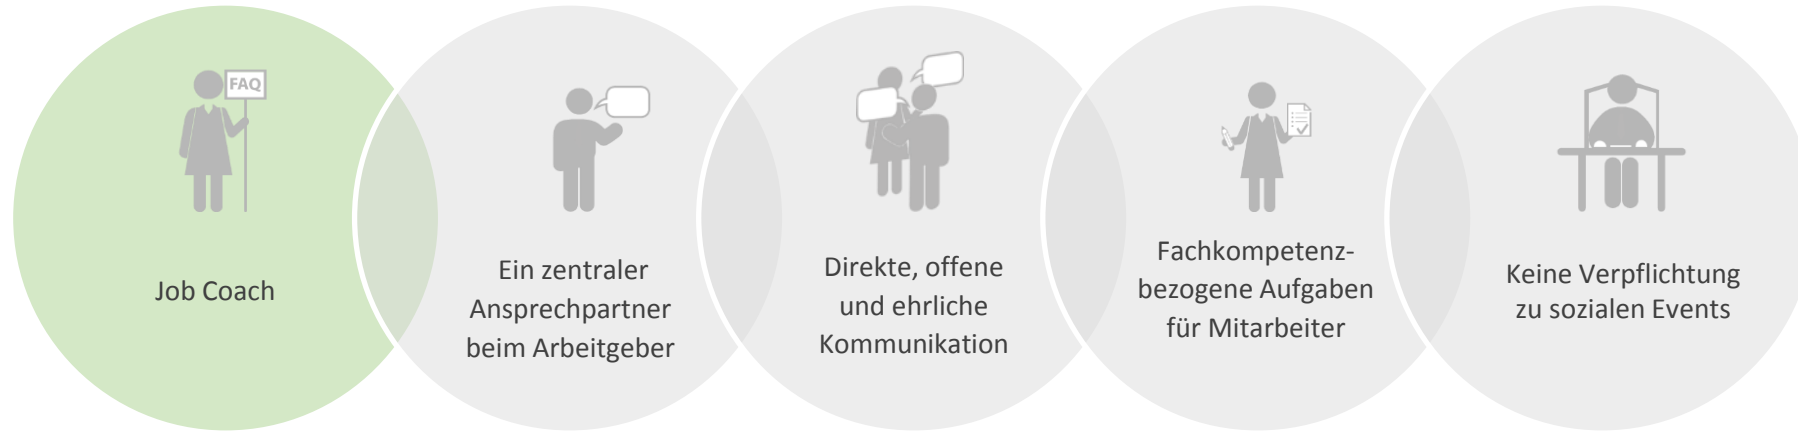 FAQ
Job Coach
Ein zentraler
Ansprechpartner
beim Arbeitgeber
Direkte, offene
und ehrliche
Kommunikation
Fachkompetenz-
bezogene Aufgaben
für Mitarbeiter
Keine Verpflichtung
zu sozialen Events